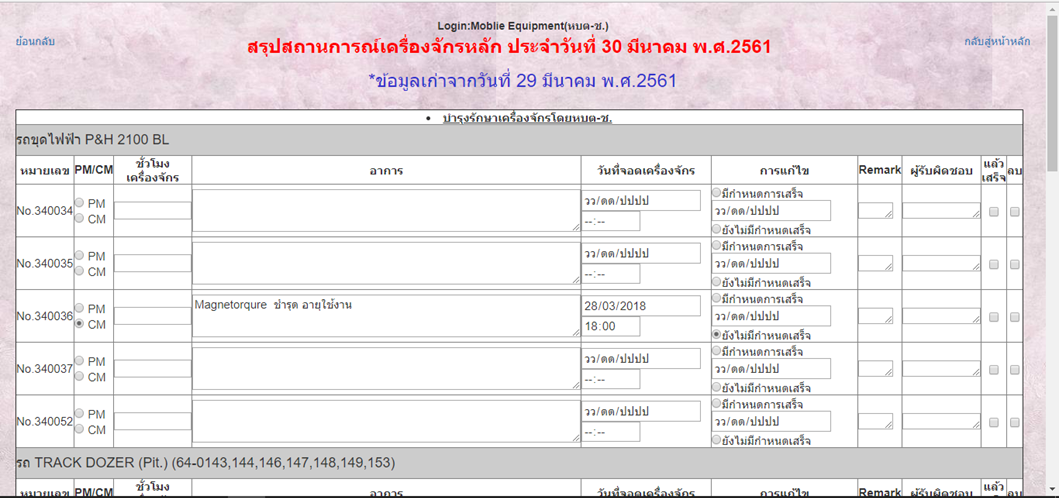 Login:Moblie Equipment(หบต-ช.)
ย้อนกลับ
สรุปสถานการณ์เครื่องจักรหลัก ประจำวันที่ 30 มีนาคม พ.ศ.2561
กลับสู่หน้าหลัก
*ข้อมูลเก่าจากวันที่ 29 มีนาคม พ.ศ.2561
• บำรุงรักษาเครื่องจักรโดยหบต-ช.
รถขุดไฟฟ้า P&H 2100 BL
หมายเลข PM/CM ชั่วโมงเครื่องจักร อาการ วันที่จอดเครื่องจักร การแก้ไข Remark ผู้รับผิดชอบ แล้วเสร็จ ลบ
No.340034 PM CM วว/ดด/ปปปป --:-- มีกำหนดการเสร็จ วว/ดด/ปปปป ยังไม่มีกำหนดเสร็จ
No.340035 PM CM วว/ดด/ปปปป --:-- มีกำหนดการเสร็จ วว/ดด/ปปปป ยังไม่มีกำหนดเสร็จ
No.340036 PM CM Magnetorqure ชำรุด อายุใช้งาน 28/03/2018 18:00 มีกำหนดการเสร็จ วว/ดด/ปปปป ยังไม่มีกำหนดเสร็จ
No.340037 PM CM วว/ดด/ปปปป --:-- มีกำหนดการเสร็จ วว/ดด/ปปปป ยังไม่มีกำหนดเสร็จ
No.340052 PM CM วว/ดด/ปปปป --:-- มีกำหนดการเสร็จ วว/ดด/ปปปป ยังไม่มีกำหนดเสร็จ
รถ TRACK DOZER (Pit.) (64-0143,144,146,147,148,149,153)
หมายเลข PM/CM ชั่วโมง อาการ วันที่จอดเครื่องจักร การแก้ไข Remark ผู้รับผิดชอบ แล้ว ลบ